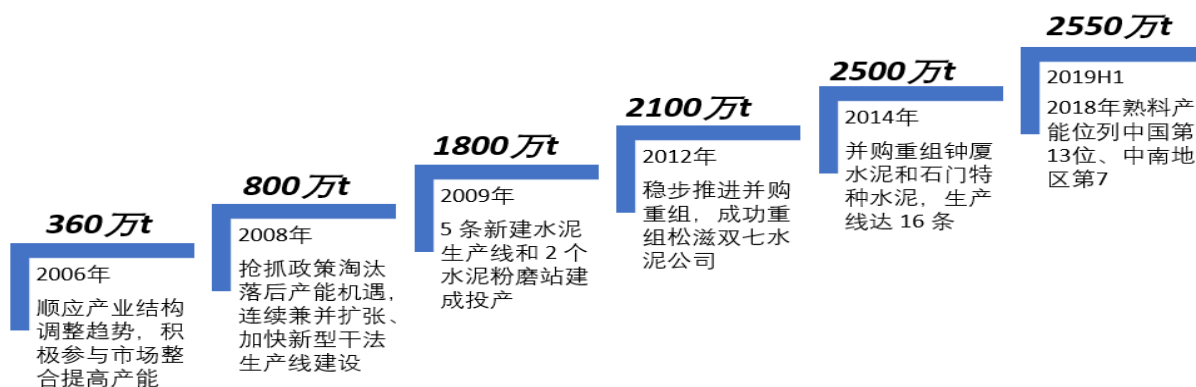 360万t
2006年
顺应产业结构
调整趋势，积
极参与市场整
合提高产能
800万t
2008年
抢抓政策淘汰
落后产能机遇，
连续兼并扩张、
加快新型干法
生产线建设
1800万t
2009年
5 条新建水泥
生产线和 2 个
水泥粉磨站建
成投产
2100万t
2012年
稳步推进并购
重组，成功重
组松滋双七水
泥公司
2500万t
2014年
并购重组钟厦
水泥和石门特
种水泥，生产
线达 16 条
2550万t
2019H1
2018年熟料产
能位列中国第
13位、中南地
区第7